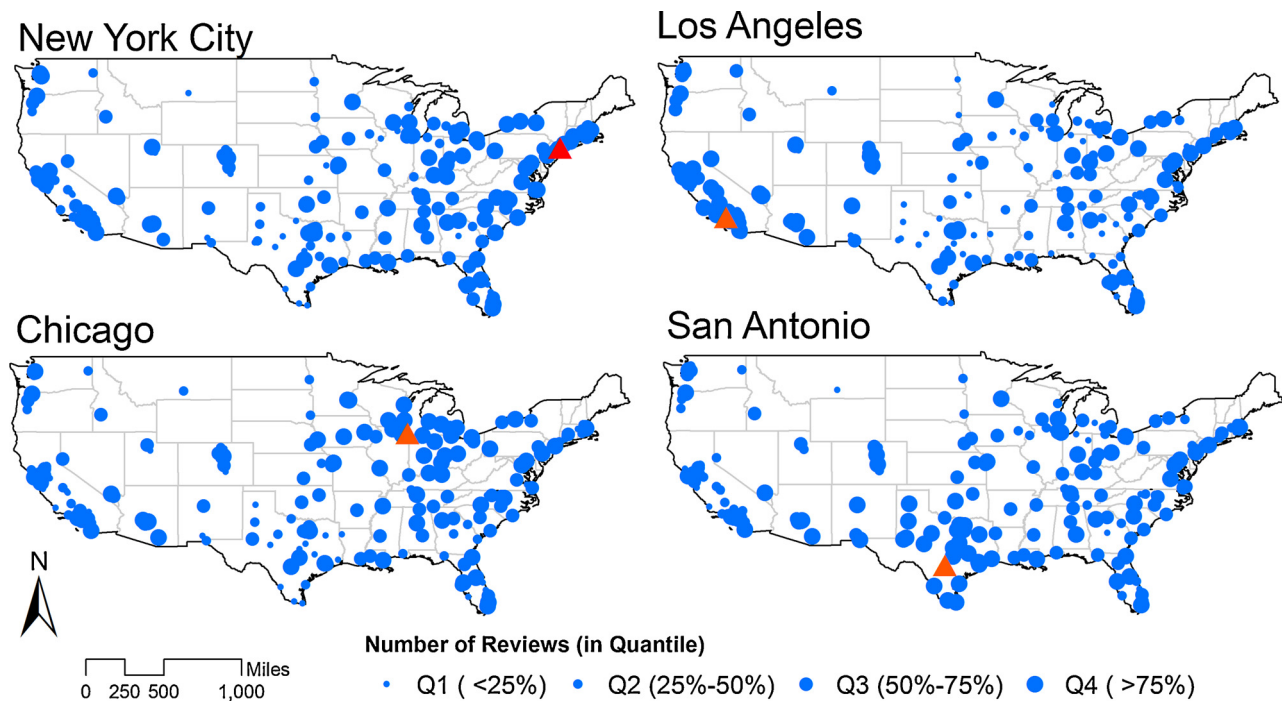 New York City
Los Angeles
Chicago
San Antonio
N
Number of Reviews (in Quantile)
Miles
0 250 500 1,000
Q1 ( <25%) Q2 (25%-50%) Q3 (50%-75%) Q4 ( >75%)